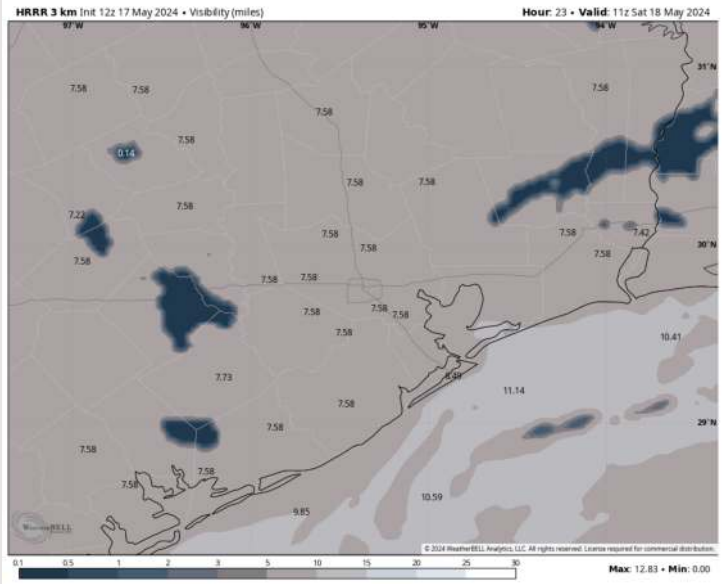 HRRR 3 km Init 12z 17 May 2024 • Visibility (miles)
Hour: 23 • Valid: 11z Sat 18 May 2024
97°W 96°W 95°W 94°W
31°N
7.58 7.58 7.58
7.58
7.58
0.14
7.58 7.58
7.58
7.22
7.58 7.58 7.42
30°N
7.58 7.58
7.58
7.58 7.58
7.58 7.58 7.58
7.58
10.41
7.73 8.49
11.14
7.58
7.58
29°N
7.58
7.58
7.58
10.59
9.85
WeatherBELL
© 2024 WeatherBELL Analytics, LLC. All rights reserved. License required for commercial distribution.
0.1 0.5 1 2 3 5 10 15 20 25 30
Max: 12.83 • Min: 0.00